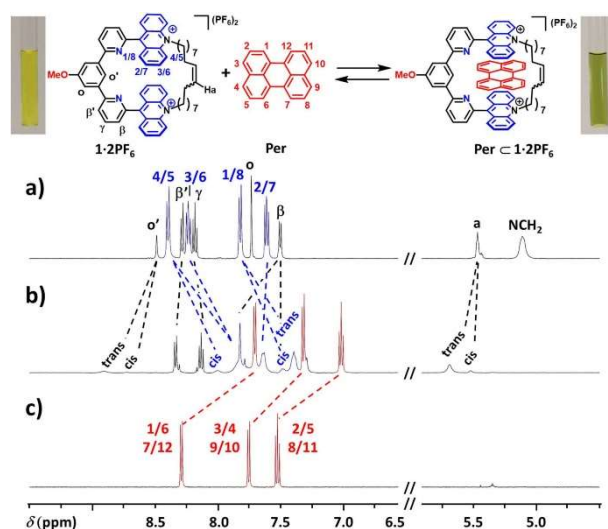 (PF6)2
(PF6)2
N
4/5
7
N
1/8
2/7
3/6
MeO
o'
o
Ha
N
N
7
β'
γ
β
1·2PF6
+
2
1
12
11
3
10
4
9
5
6
7
8
Per
N
N
7
MeO
N
N
7
Per ⊂ 1·2PF6
a)
o'
4/5
β'
3/6
γ
1/8
o
2/7
β
a
NCH2
b)
trans
cis
cis
trans
cis
trans
cis
c)
1/6
7/12
3/4
9/10
2/5
8/11
δ (ppm)
8.5
8.0
7.5
7.0
6.5
5.5
5.0